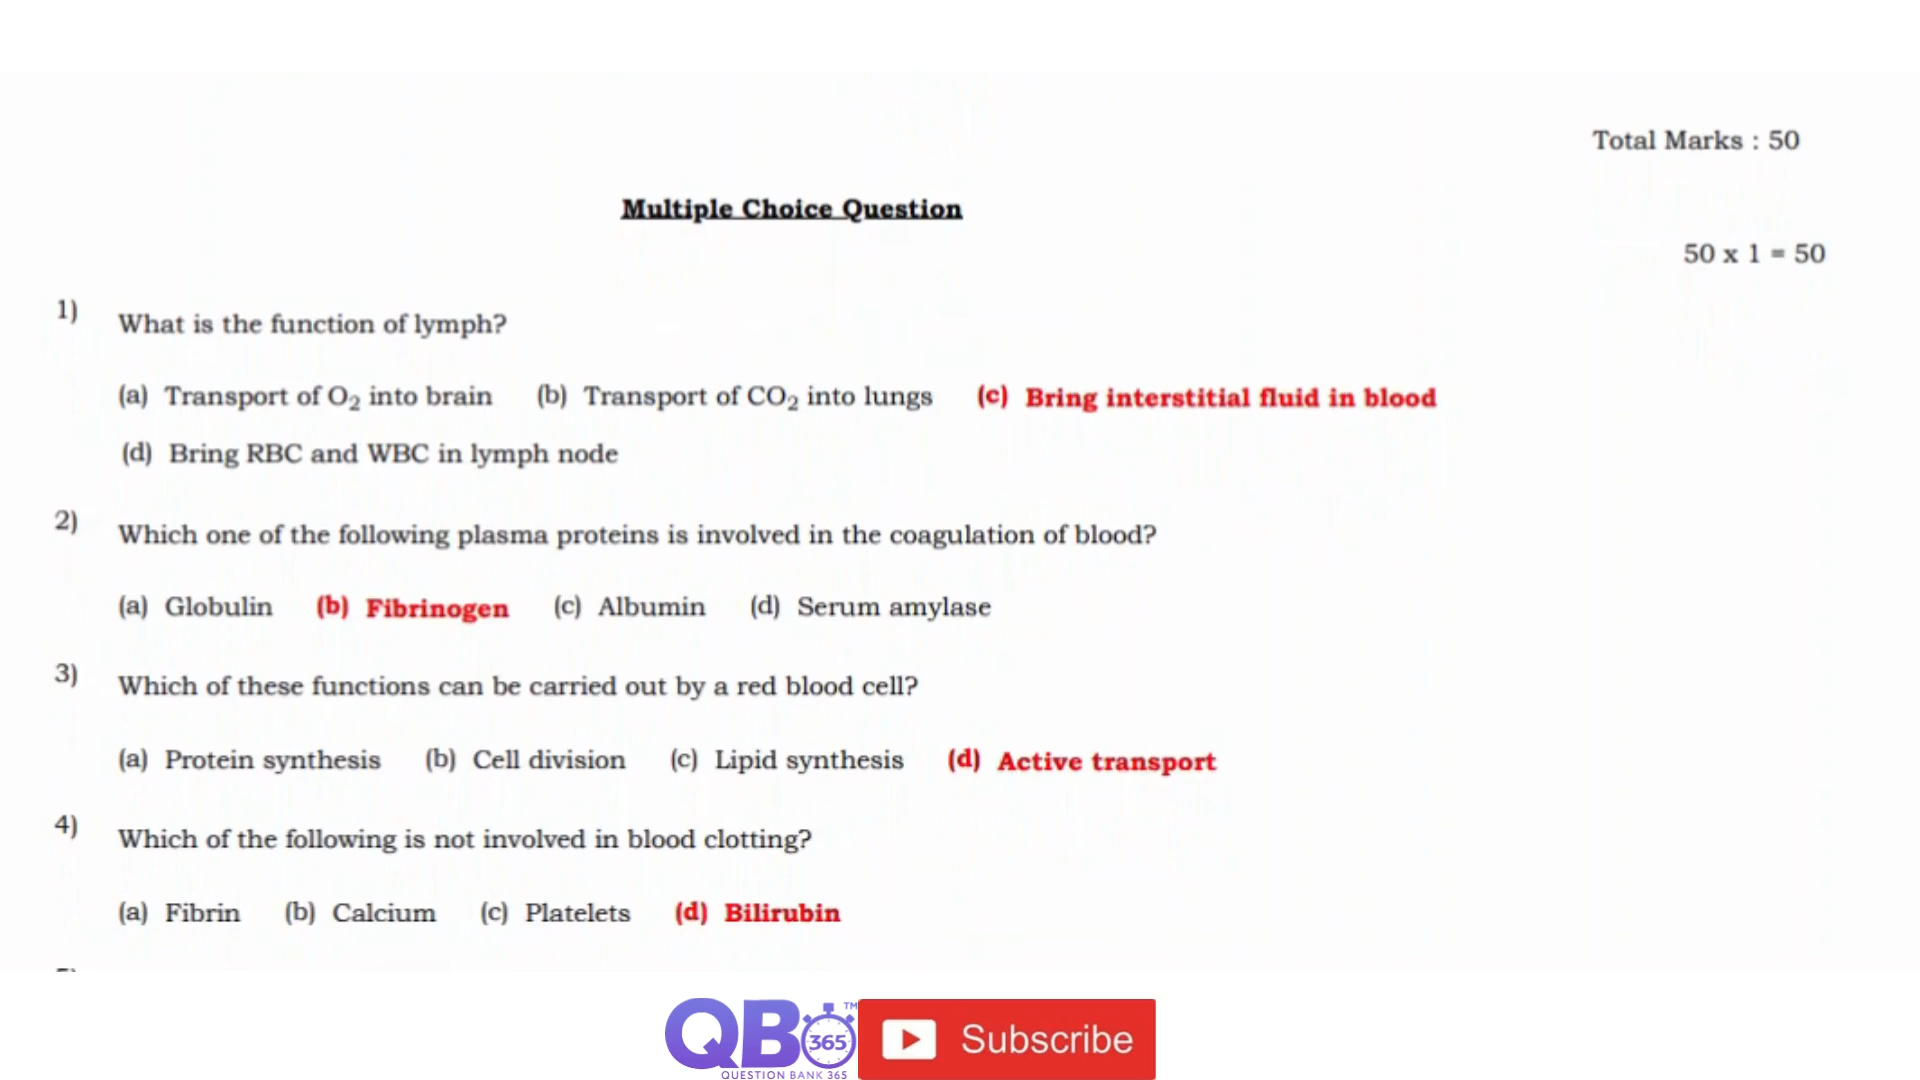 Total Marks : 50
Multiple Choice Question
50 x 1 = 50
1) What is the function of lymph?
(a) Transport of O₂ into brain (b) Transport of CO₂ into lungs (c) Bring interstitial fluid in blood
(d) Bring RBC and WBC in lymph node
2) Which one of the following plasma proteins is involved in the coagulation of blood?
(a) Globulin (b) Fibrinogen (c) Albumin (d) Serum amylase
3) Which of these functions can be carried out by a red blood cell?
(a) Protein synthesis (b) Cell division (c) Lipid synthesis (d) Active transport
4) Which of the following is not involved in blood clotting?
(a) Fibrin (b) Calcium (c) Platelets (d) Bilirubin
QB 365 TM
QUESTION BANK 365
Subscribe